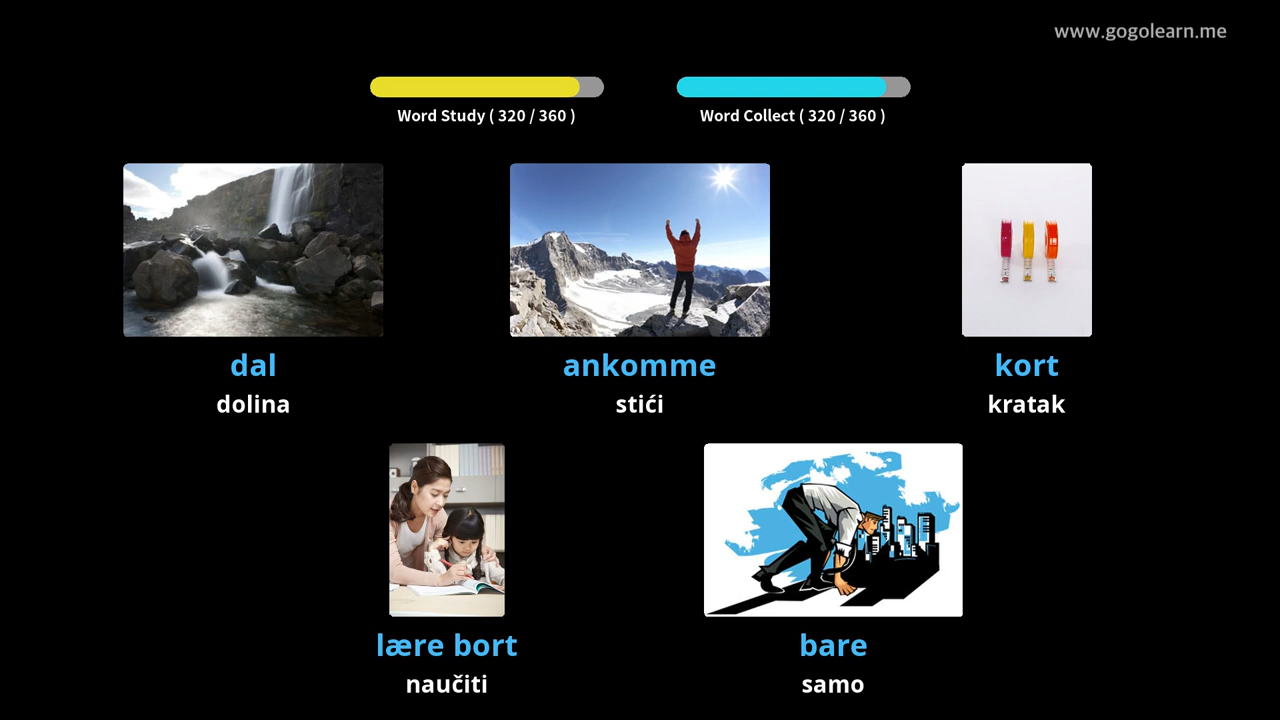 www.gogolearn.me
Word Study ( 320 / 360 )
Word Collect ( 320 / 360 )
dal
dolina
ankomme
stići
kort
kratak
lære bort
naučiti
bare
samo